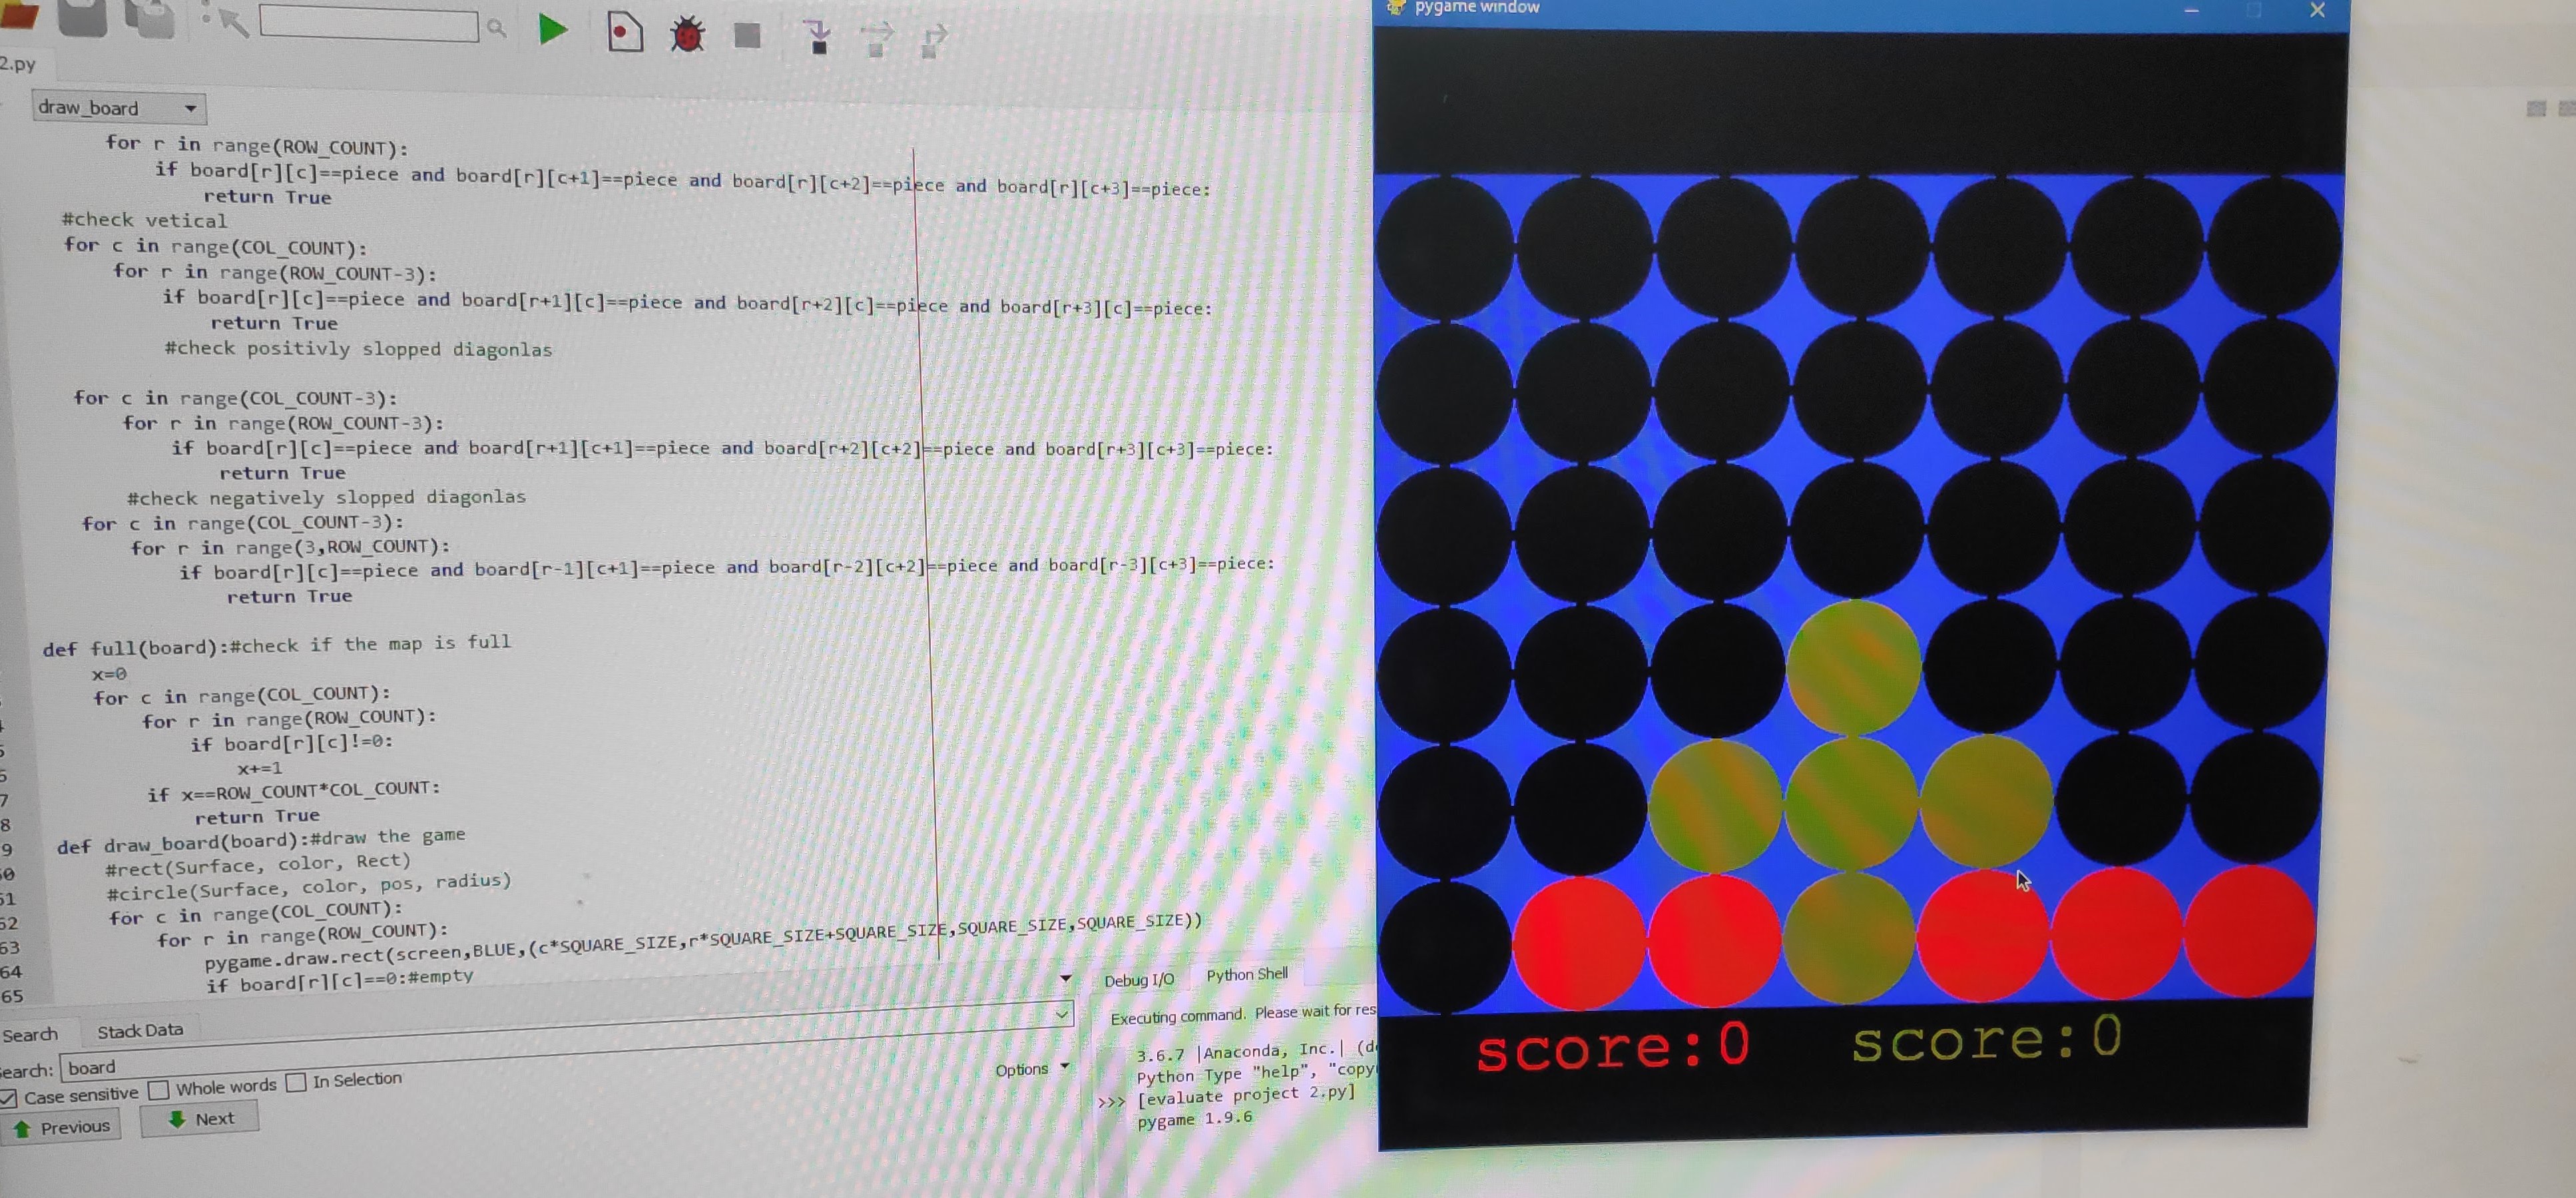 2.py
draw_board
for r in range(ROW_COUNT):
if board[r][c]==piece and board[r][c+1]==piece and board[r][c+2]==piece and board[r][c+3]==piece:
return True
#check vetical
for c in range(COL_COUNT):
for r in range(ROW_COUNT-3):
if board[r][c]==piece and board[r+1][c]==piece and board[r+2][c]==piece and board[r+3][c]==piece:
return True
#check positivly slopped diagonlas
for c in range(COL_COUNT-3):
for r in range(ROW_COUNT-3):
if board[r][c]==piece and board[r+1][c+1]==piece and board[r+2][c+2]==piece and board[r+3][c+3]==piece:
return True
#check negatively slopped diagonlas
for c in range(COL_COUNT-3):
for r in range(3,ROW_COUNT):
if board[r][c]==piece and board[r-1][c+1]==piece and board[r-2][c+2]==piece and board[r-3][c+3]==piece:
return True
def full(board):#check if the map is full
x=0
for c in range(COL_COUNT):
for r in range(ROW_COUNT):
5 if board[r][c]!=0:
6 x+=1
7 if x==ROW_COUNT*COL_COUNT:
8 return True
9 def draw_board(board):#draw the game
60 #rect(Surface, color, Rect)
61 #circle(Surface, color, pos, radius)
62 for c in range(COL_COUNT):
63 for r in range(ROW_COUNT):
64 pygame.draw.rect(screen,BLUE,(c*SQUARE_SIZE,r*SQUARE_SIZE+SQUARE_SIZE,SQUARE_SIZE,SQUARE_SIZE))
65 if board[r][c]==0:#empty
Search Stack Data
earch: board
Options
Case sensitive Whole words In Selection
Previous Next
Debug I/O Python Shell
Executing command. Please wait for res
3.6.7 |Anaconda, Inc.| (d
Python Type "help", "copy
>>> [evaluate project 2.py]
pygame 1.9.6
pygame window
score:0 score:0